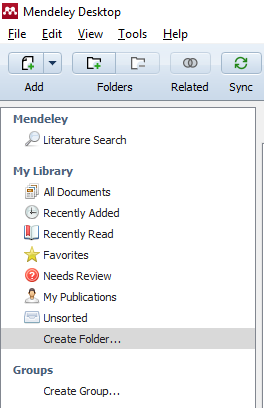 Mendeley Desktop
File Edit View Tools Help
Add Folders Related Sync
Mendeley
Literature Search
My Library
All Documents
Recently Added
Recently Read
Favorites
Needs Review
My Publications
Unsorted
Create Folder...
Groups
Create Group...